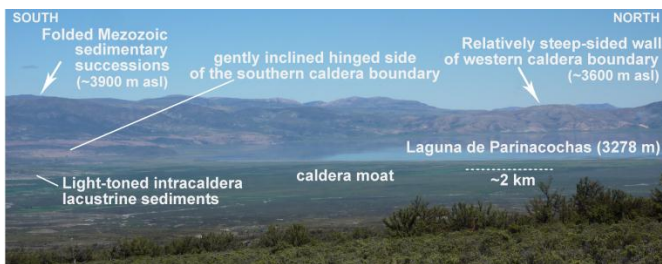 SOUTH
NORTH
Folded Mezozoic
sedimentary
successions
(~3900 m asl)
gently inclined hinged side
of the southern caldera boundary
Relatively steep-sided wall
of western caldera boundary
(~3600 m asl)
Laguna de Parinacochas (3278 m)
Light-toned intracaldera
lacustrine sediments
caldera moat
~2 km